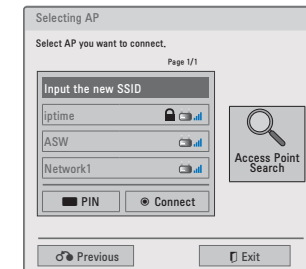 Selecting AP
Select AP you want to connect.
Page 1/1
Input the new SSID
iptime
ASW
Network1
PIN
Connect
Access Point
Search
Previous
Exit